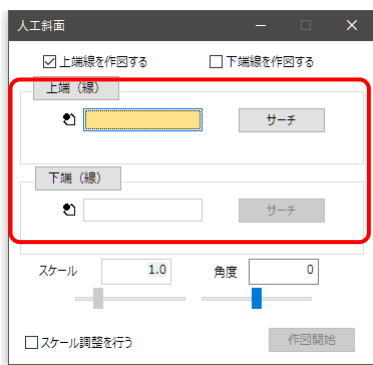 人工斜面
上端線を作図する 下端線を作図する
上端（線）
サーチ
下端（線）
サーチ
スケール 1.0 角度 0
スケール調整を行う 作図開始